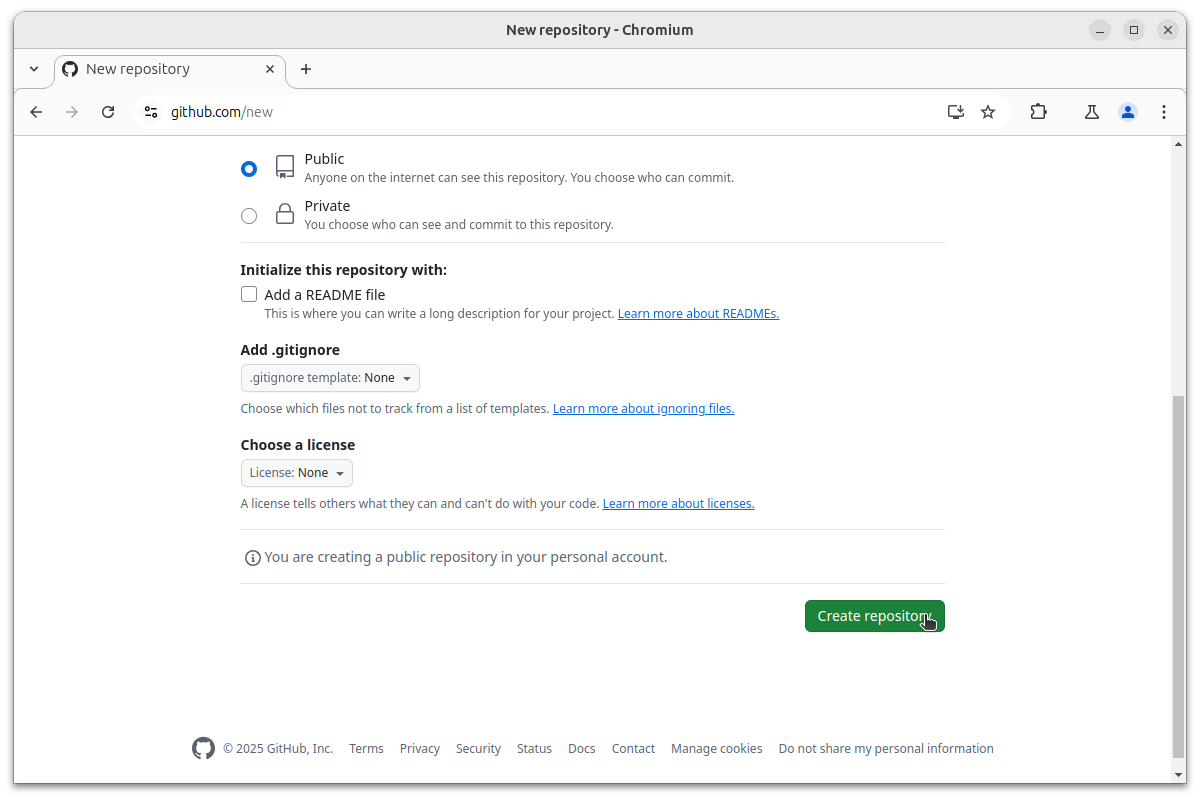 New repository - Chromium
New repository
github.com/new
Public
Anyone on the internet can see this repository. You choose who can commit.
Private
You choose who can see and commit to this repository.
Initialize this repository with:
Add a README file
This is where you can write a long description for your project. Learn more about READMEs.
Add .gitignore
.gitignore template: None
Choose which files not to track from a list of templates. Learn more about ignoring files.
Choose a license
License: None
A license tells others what they can and can't do with your code. Learn more about licenses.
You are creating a public repository in your personal account.
Create repository
© 2025 GitHub, Inc. Terms Privacy Security Status Docs Contact Manage cookies Do not share my personal information